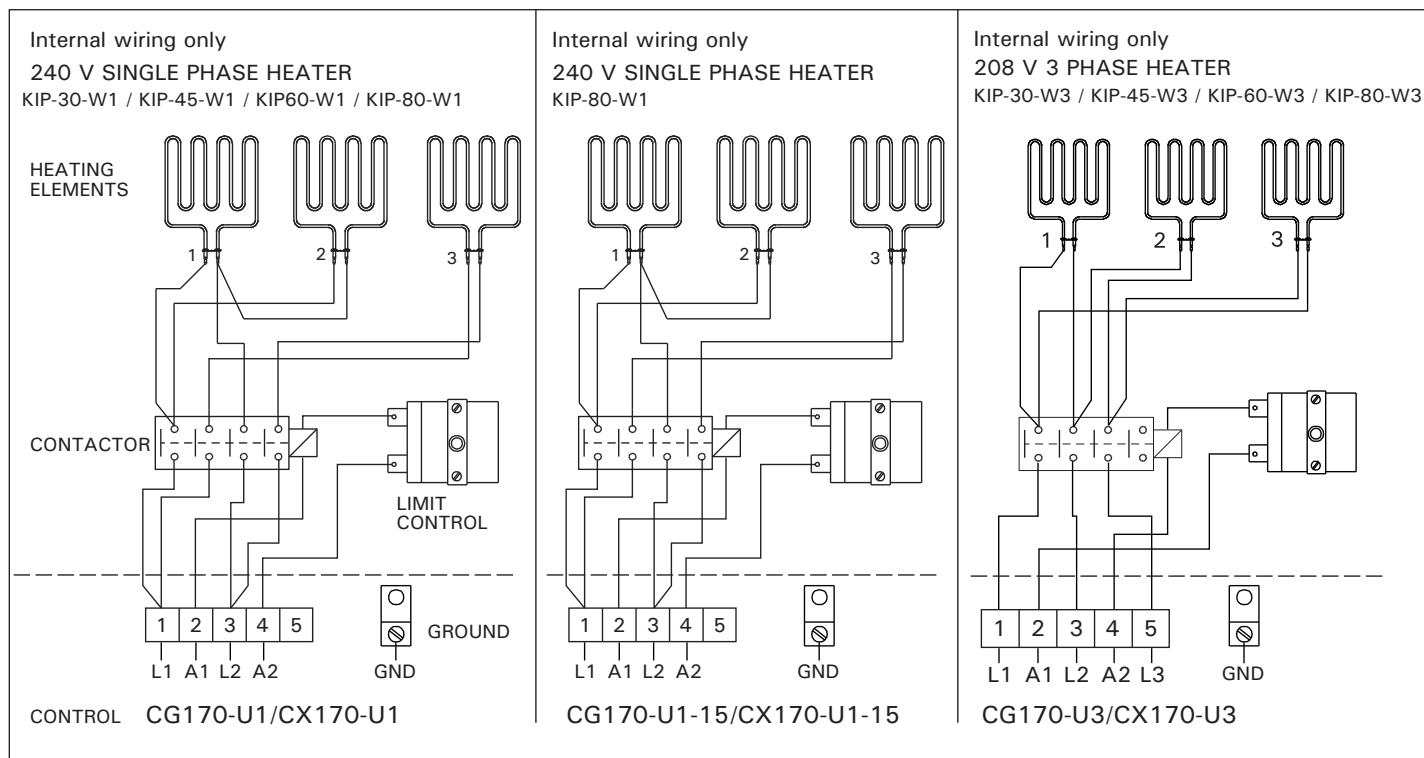 Internal wiring only
240 V SINGLE PHASE HEATER
KIP-30-W1 / KIP-45-W1 / KIP60-W1 / KIP-80-W1
HEATING
ELEMENTS
1
2
3
CONTACTOR
LIMIT
CONTROL
1 2 3 4 5
GROUND
L1 A1 L2 A2
GND
CONTROL CG170-U1/CX170-U1
Internal wiring only
240 V SINGLE PHASE HEATER
KIP-80-W1
1
2
3
1 2 3 4 5
L1 A1 L2 A2
GND
CG170-U1-15/CX170-U1-15
Internal wiring only
208 V 3 PHASE HEATER
KIP-30-W3 / KIP-45-W3 / KIP-60-W3 / KIP-80-W3
1
2
3
1 2 3 4 5
L1 A1 L2 A2 L3
GND
CG170-U3/CX170-U3